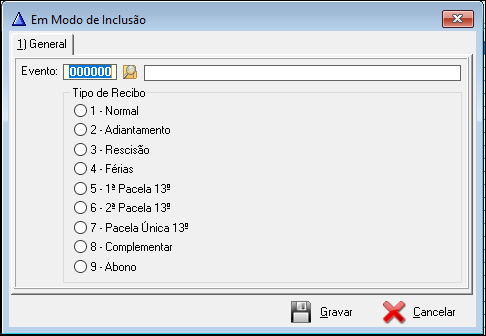 Em Modo de Inclusão
1) General
Evento: 000000
Tipo de Recibo
1 - Normal
2 - Adiantamento
3 - Rescisão
4 - Férias
5 - 1ª Pacela 13º
6 - 2ª Pacela 13º
7 - Pacela Única 13º
8 - Complementar
9 - Abono
Gravar Cancelar